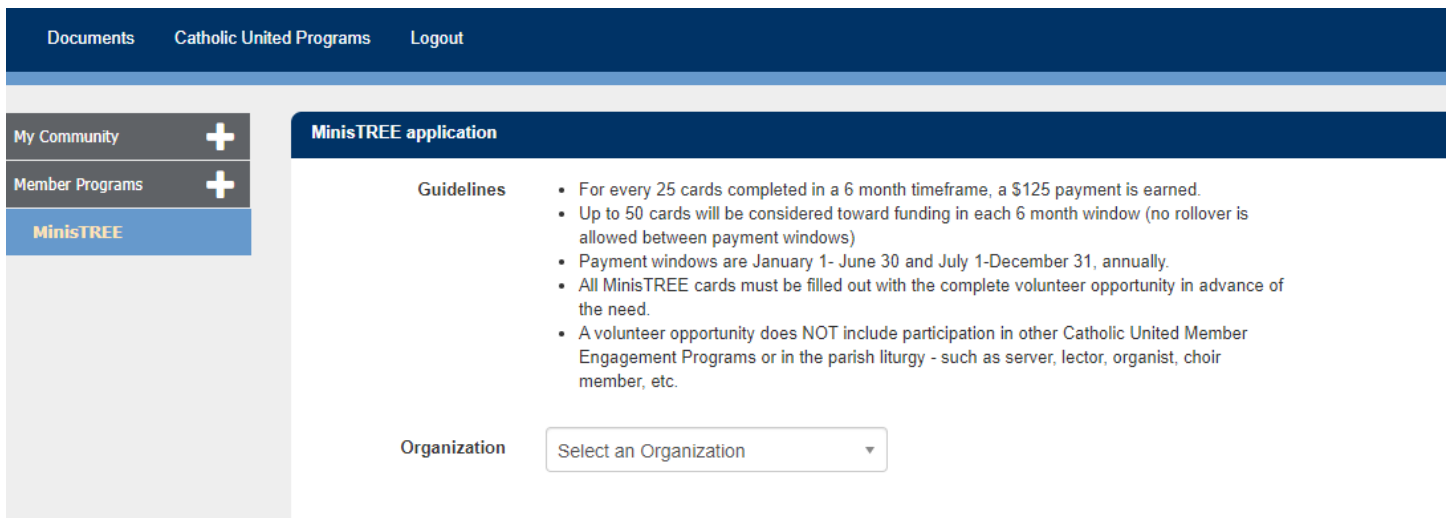 Documents Catholic United Programs Logout
My Community
Member Programs
MinisTREE
MinisTREE application
Guidelines
• For every 25 cards completed in a 6 month timeframe, a $125 payment is earned.
• Up to 50 cards will be considered toward funding in each 6 month window (no rollover is
allowed between payment windows)
• Payment windows are January 1- June 30 and July 1-December 31, annually.
• All MinisTREE cards must be filled out with the complete volunteer opportunity in advance of
the need.
• A volunteer opportunity does NOT include participation in other Catholic United Member
Engagement Programs or in the parish liturgy - such as server, lector, organist, choir
member, etc.
Organization
Select an Organization